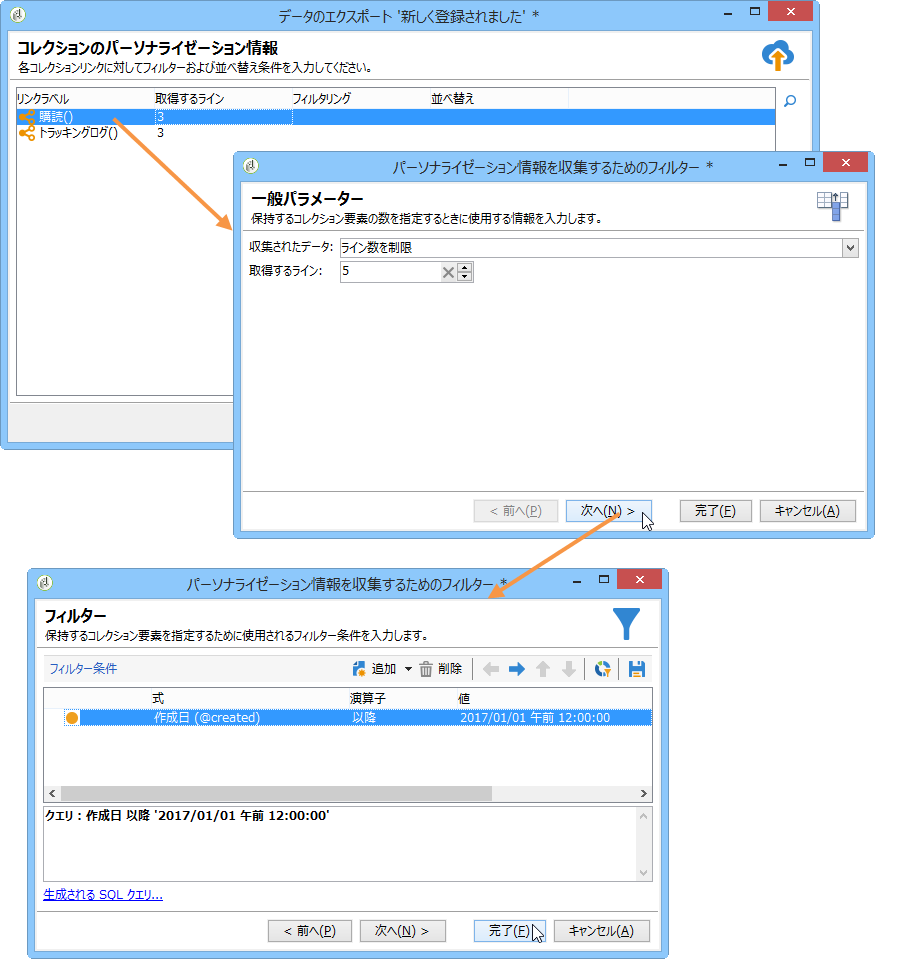 データのエクスポート '新しく登録されました' *
コレクションのパーソナライゼーション情報
各コレクションリンクに対してフィルターおよび並べ替え条件を入力してください。
リンクラベル 取得するライン フィルタリング 並べ替え
購読() 3
トラッキングログ() 3
パーソナライゼーション情報を収集するためのフィルター *
一般パラメーター
保持するコレクション要素の数を指定するときに使用する情報を入力します。
収集されたデータ: ライン数を制限
取得するライン: 5
< 前へ(P) 次へ(N) > 完了(F) キャンセル(A)
パーソナライゼーション情報を収集するためのフィルター *
フィルター
保持するコレクション要素を指定するために使用されるフィルター条件を入力します。
フィルター条件 追加 削除
式 演算子 値
作成日 (@created) 以降 2017/01/01 午前 12:00:00
クエリ : 作成日 以降 '2017/01/01 午前 12:00:00'
生成される SQL クエリ...
< 前へ(P) 次へ(N) > 完了(F) キャンセル(A)